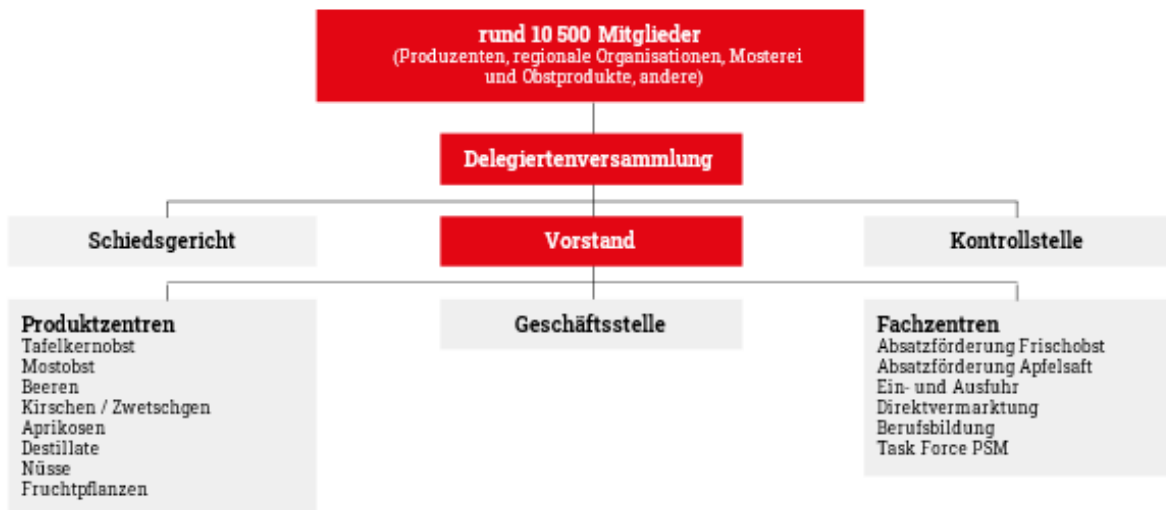 rund 10 500 Mitglieder
(Produzenten, regionale Organisationen, Mosterei
und Obstprodukte, andere)
Delegiertenversammlung
Schiedsgericht
Vorstand
Kontrollstelle
Produktzentren
Tafelkernobst
Mostobst
Beeren
Kirschen / Zwetschgen
Aprikosen
Destillate
Nüsse
Fruchtpflanzen
Geschäftsstelle
Fachzentren
Absatzförderung Frischobst
Absatzförderung Apfelsaft
Ein- und Ausfuhr
Direktvermarktung
Berufsbildung
Task Force PSM